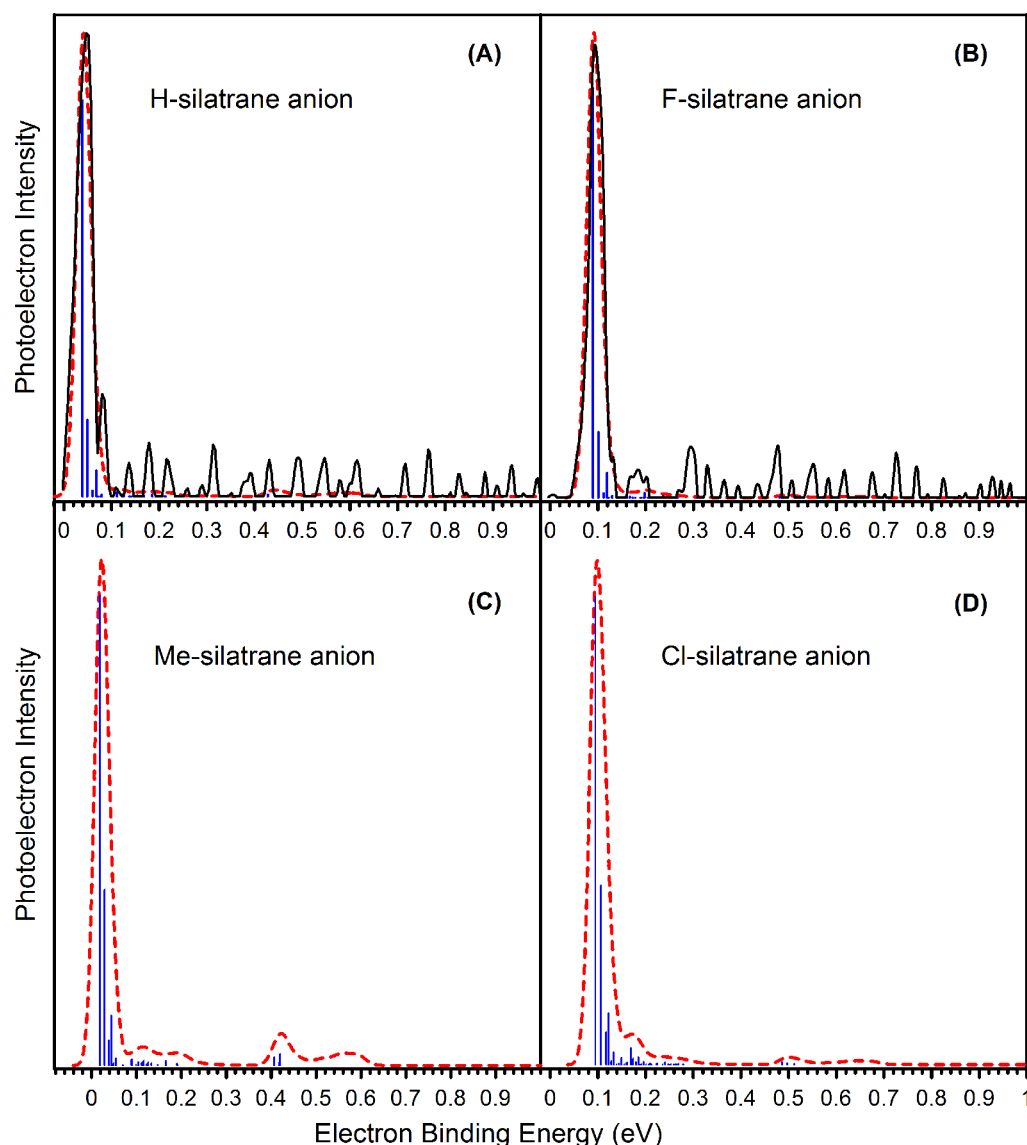 (A)
H-silatrane anion
(B)
F-silatrane anion
Photoelectron Intensity
0 0.1 0.2 0.3 0.4 0.5 0.6 0.7 0.8 0.9
0 0.1 0.2 0.3 0.4 0.5 0.6 0.7 0.8 0.9
(C)
Me-silatrane anion
(D)
Cl-silatrane anion
Photoelectron Intensity
0 0.1 0.2 0.3 0.4 0.5 0.6 0.7 0.8 0.9
0 0.1 0.2 0.3 0.4 0.5 0.6 0.7 0.8 0.9 1
Electron Binding Energy (eV)